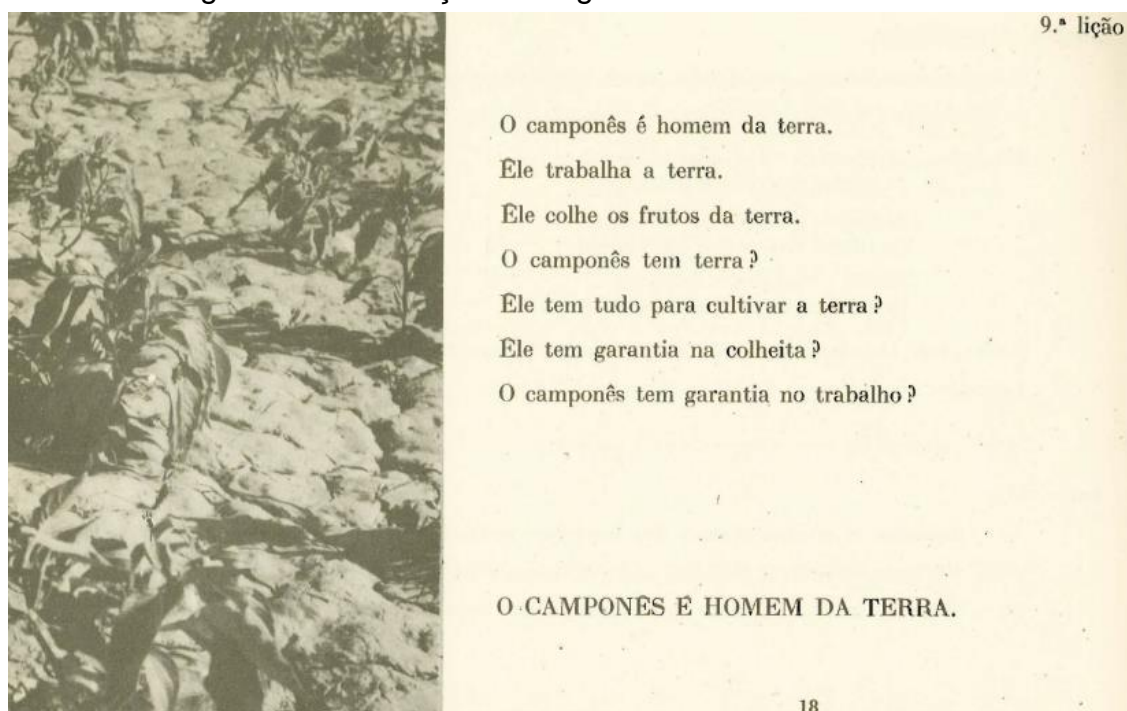 9.ª lição
O camponês é homem da terra.
Êle trabalha a terra.
Êle colhe os frutos da terra.
O camponês tem terra?
Êle tem tudo para cultivar a terra?
Êle tem garantia na colheita?
O camponês tem garantia no trabalho?
O CAMPONÊS É HOMEM DA TERRA.
18